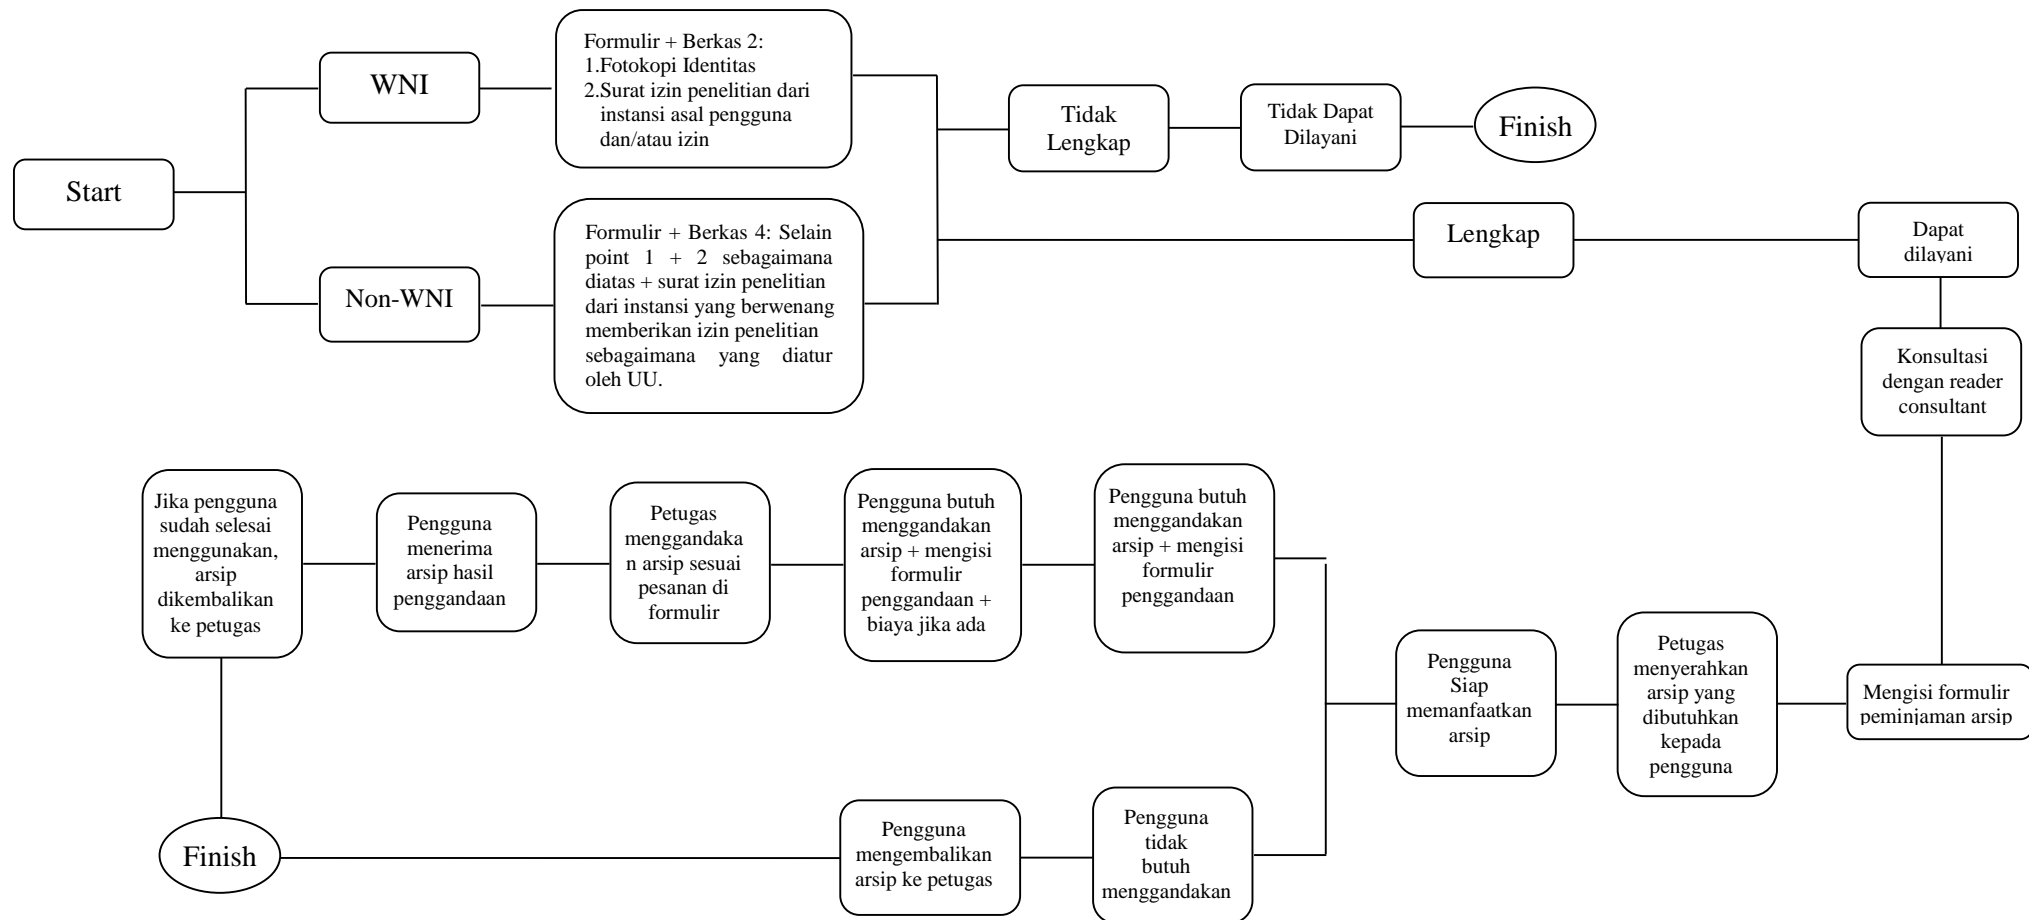 Start
WNI
Non-WNI
Formulir + Berkas 2:
1.Fotokopi Identitas
2.Surat izin penelitian dari
instansi asal pengguna
dan/atau izin
Formulir + Berkas 4: Selain
point 1 + 2 sebagaimana
diatas + surat izin penelitian
dari instansi yang berwenang
memberikan izin penelitian
sebagaimana yang diatur
oleh UU.
Tidak
Lengkap
Tidak Dapat
Dilayani
Finish
Lengkap
Dapat
dilayani
Konsultasi
dengan reader
consultant
Mengisi formulir
peminjaman arsip
Petugas
menyerahkan
arsip yang
dibutuhkan
kepada
pengguna
Pengguna
Siap
memanfaatkan
arsip
Pengguna butuh
menggandakan
arsip + mengisi
formulir
penggandaan
Pengguna butuh
menggandakan
arsip + mengisi
formulir
penggandaan +
biaya jika ada
Petugas
menggandaka
n arsip sesuai
pesanan di
formulir
Pengguna
menerima
arsip hasil
penggandaan
Jika pengguna
sudah selesai
menggunakan,
arsip
dikembalikan
ke petugas
Pengguna
tidak
butuh
menggandakan
Pengguna
mengembalikan
arsip ke petugas
Finish